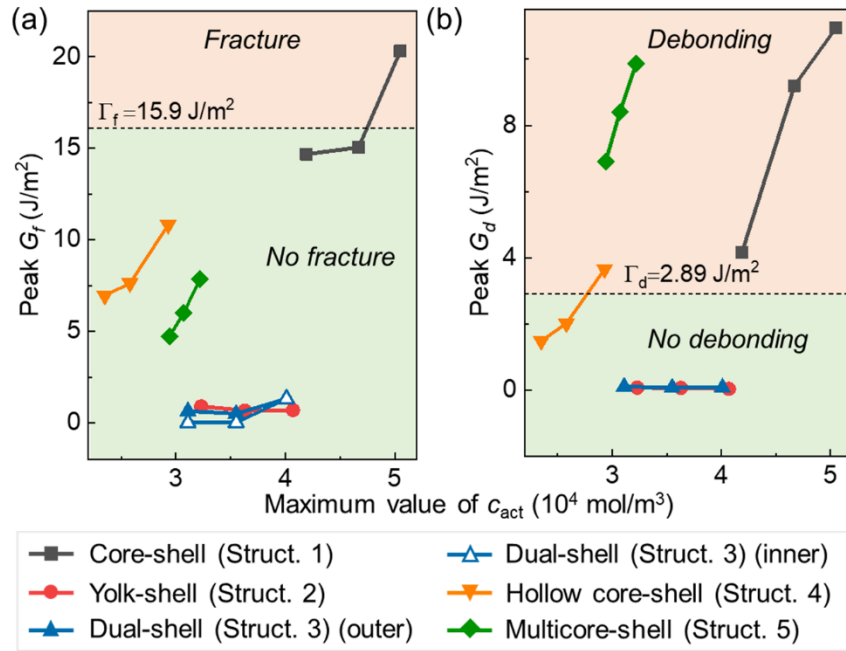 (a)
Fracture
Γf =15.9 J/m²
No fracture
Peak Gf (J/m²)
20
15
10
5
0
3 4 5
(b)
Debonding
Γd=2.89 J/m²
No debonding
Peak Gd (J/m²)
8
4
0
3 4 5
Maximum value of cact (10⁴ mol/m³)
Core-shell (Struct. 1)
Yolk-shell (Struct. 2)
Dual-shell (Struct. 3) (outer)
Dual-shell (Struct. 3) (inner)
Hollow core-shell (Struct. 4)
Multicore-shell (Struct. 5)